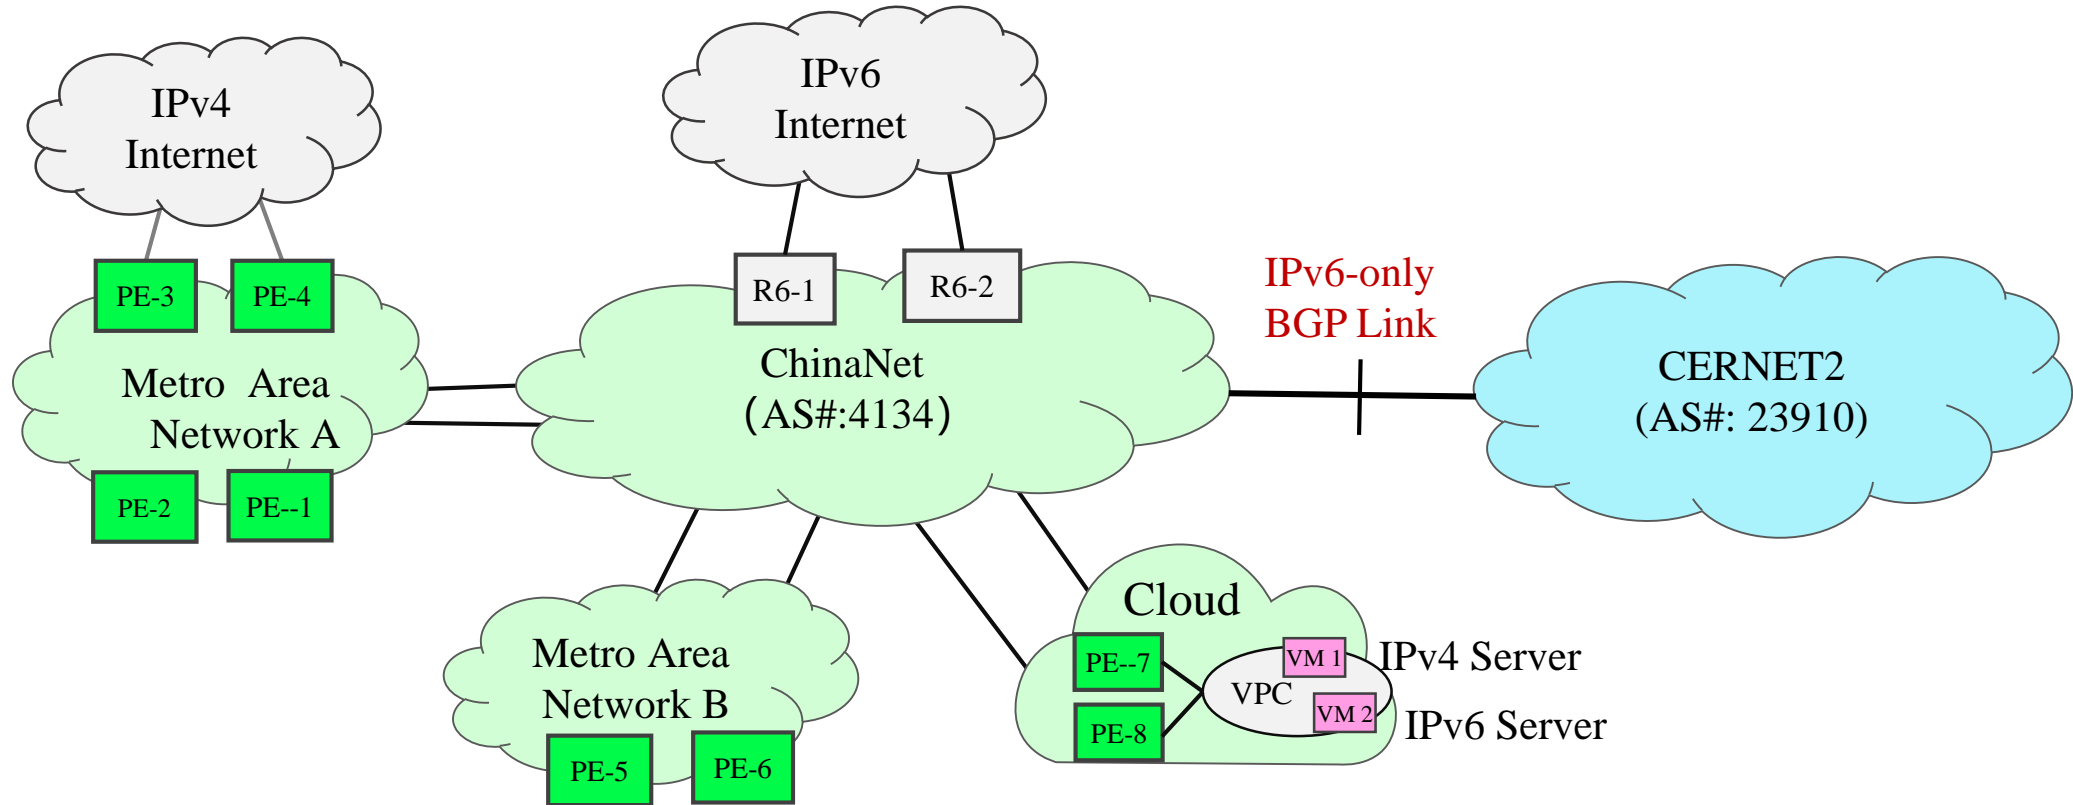 IPv4
Internet
IPv6
Internet
PE-3
PE-4
R6-1
R6-2
IPv6-only
BGP Link
Metro Area
Network A
ChinaNet
(AS#:4134)
CERNET2
(AS#: 23910)
PE-2
PE--1
Cloud
Metro Area
Network B
PE--7
VM 1
IPv4 Server
VPC
PE-8
VM 2
IPv6 Server
PE-5
PE-6